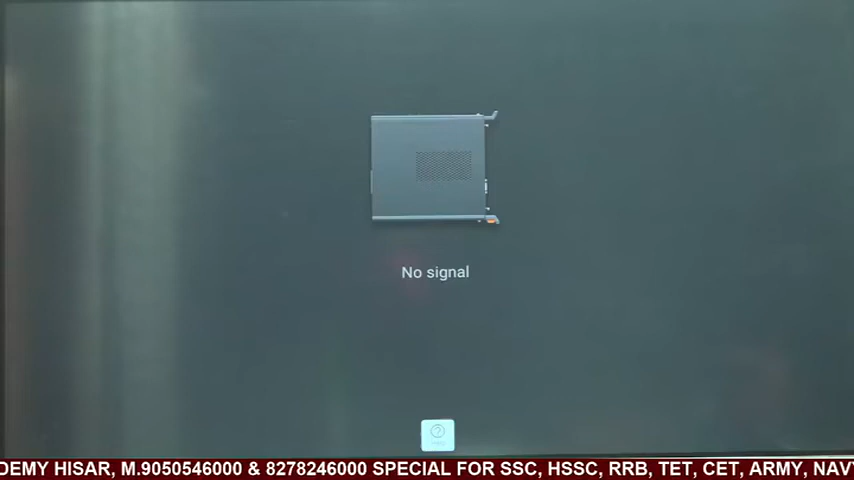 No signal
DEMY HISAR, M.9050546000 & 8278246000 SPECIAL FOR SSC, HSSC, RRB, TET, CET, ARMY, NAVY